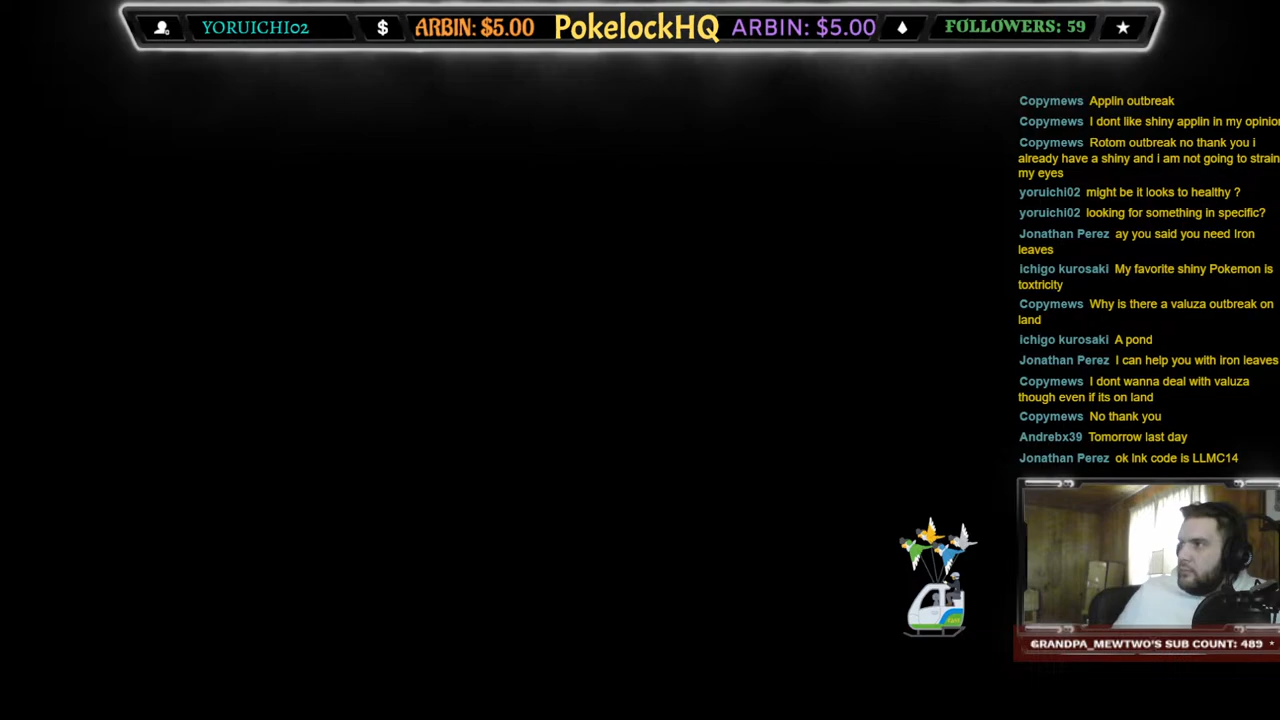 YORUICHI02 $ ARBIN: $5.00 PokelockHQ ARBIN: $5.00 FOLLOWERS: 59
Copymews Applin outbreak
Copymews I dont like shiny applin in my opinion
Copymews Rotom outbreak no thank you i
already have a shiny and i am not going to strain
my eyes
yoruichi02 might be it looks to healthy ?
yoruichi02 looking for something in specific?
Jonathan Perez ay you said you need Iron
leaves
ichigo kurosaki My favorite shiny Pokemon is
toxtricity
Copymews Why is there a valuza outbreak on
land
ichigo kurosaki A pond
Jonathan Perez I can help you with iron leaves
Copymews I dont wanna deal with valuza
though even if its on land
Copymews No thank you
Andrebx39 Tomorrow last day
Jonathan Perez ok lnk code is LLMC14
GRANDPA_MEWTWO'S SUB COUNT: 489 *